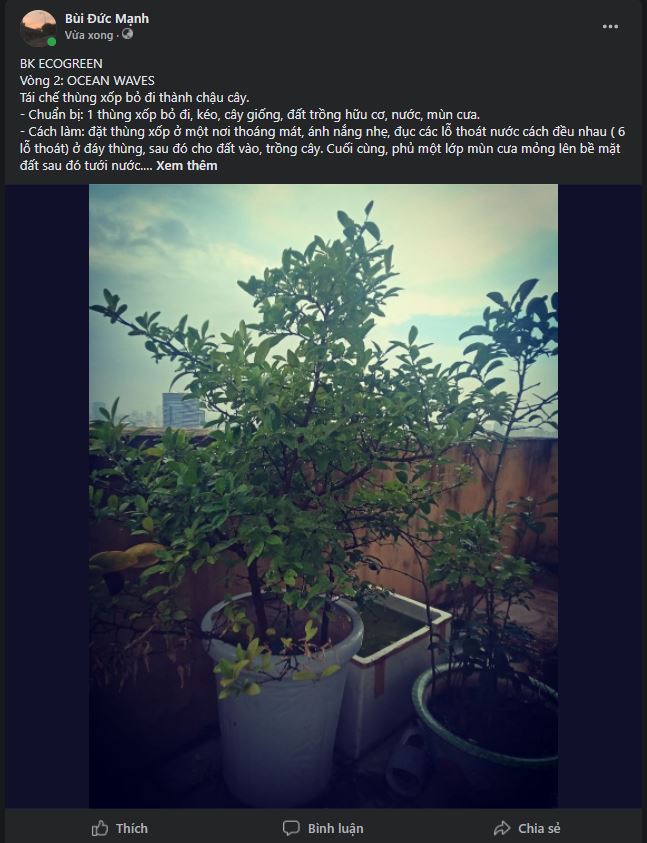 Bùi Đức Mạnh
Vừa xong ·
BK ECOGREEN
Vòng 2: OCEAN WAVES
Tái chế thùng xốp bỏ đi thành chậu cây.
- Chuẩn bị: 1 thùng xốp bỏ đi, kéo, cây giống, đất trồng hữu cơ, nước, mùn cưa.
- Cách làm: đặt thùng xốp ở một nơi thoáng mát, ánh nắng nhẹ, đục các lỗ thoát nước cách đều nhau ( 6
lỗ thoát) ở đáy thùng, sau đó cho đất vào, trồng cây. Cuối cùng, phủ một lớp mùn cưa mỏng lên bề mặt
đất sau đó tưới nước.... Xem thêm
Thích
Bình luận
Chia sẻ